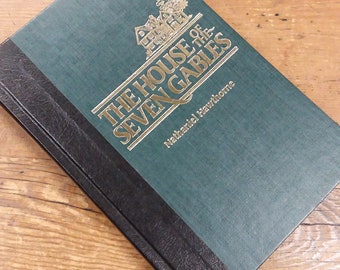 THE HOUSE OF
·THE·
SEVEN GABLES
Nathaniel Hawthorne